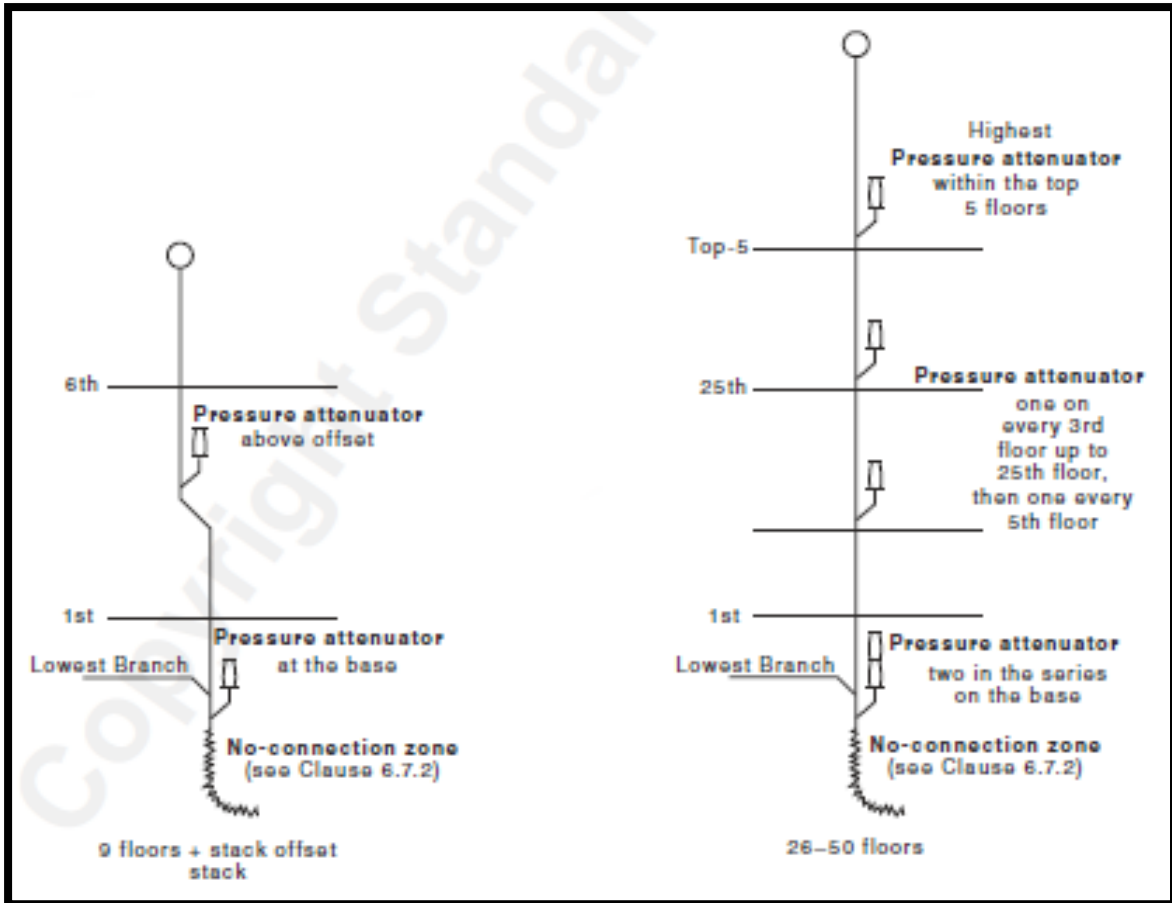 6th
Pressure attenuator
above offset
1st
Pressure attenuator
at the base
Lowest Branch
No-connection zone
(see Clause 6.7.2)
9 floors + stack offset
stack
Highest
Pressure attenuator
within the top
5 floors
Top-5
25th
Pressure attenuator
one on
every 3rd
floor up to
25th floor,
then one every
5th floor
1st
Pressure attenuator
two in the series
on the base
Lowest Branch
No-connection zone
(see Clause 6.7.2)
26–50 floors
Copyright Standar